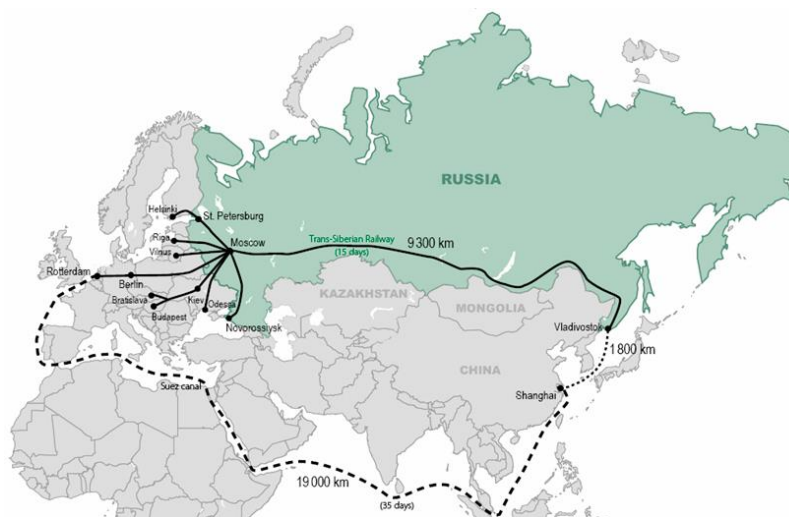 RUSSIA
Helsinki
St. Petersburg
Riga
Moscow
Trans-Siberian Railway
(15 days)
9 300 km
Vilnus
Rotterdam
Berlin
Bratislava
Kiev
Odessa
Budapest
Novorossiysk
KAZAKHSTAN
MONGOLIA
Vladivostok
1 800 km
CHINA
Suez canal
Shanghai
19 000 km
(35 days)